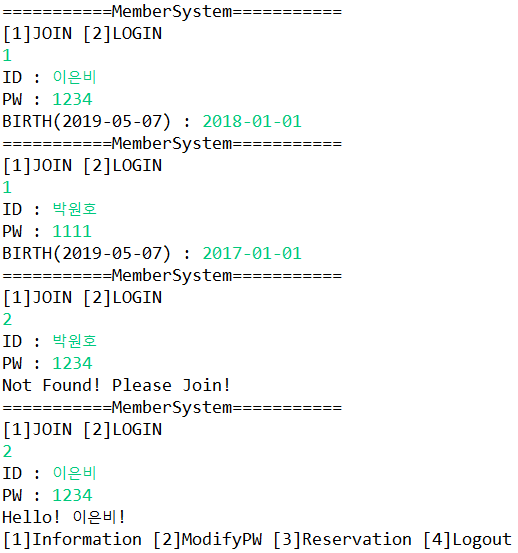 ===========MemberSystem===========
[1]JOIN [2]LOGIN
1
ID : 이은비
PW : 1234
BIRTH(2019-05-07) : 2018-01-01
===========MemberSystem===========
[1]JOIN [2]LOGIN
1
ID : 박원호
PW : 1111
BIRTH(2019-05-07) : 2017-01-01
===========MemberSystem===========
[1]JOIN [2]LOGIN
2
ID : 박원호
PW : 1234
Not Found! Please Join!
===========MemberSystem===========
[1]JOIN [2]LOGIN
2
ID : 이은비
PW : 1234
Hello! 이은비!
[1]Information [2]ModifyPW [3]Reservation [4]Logout